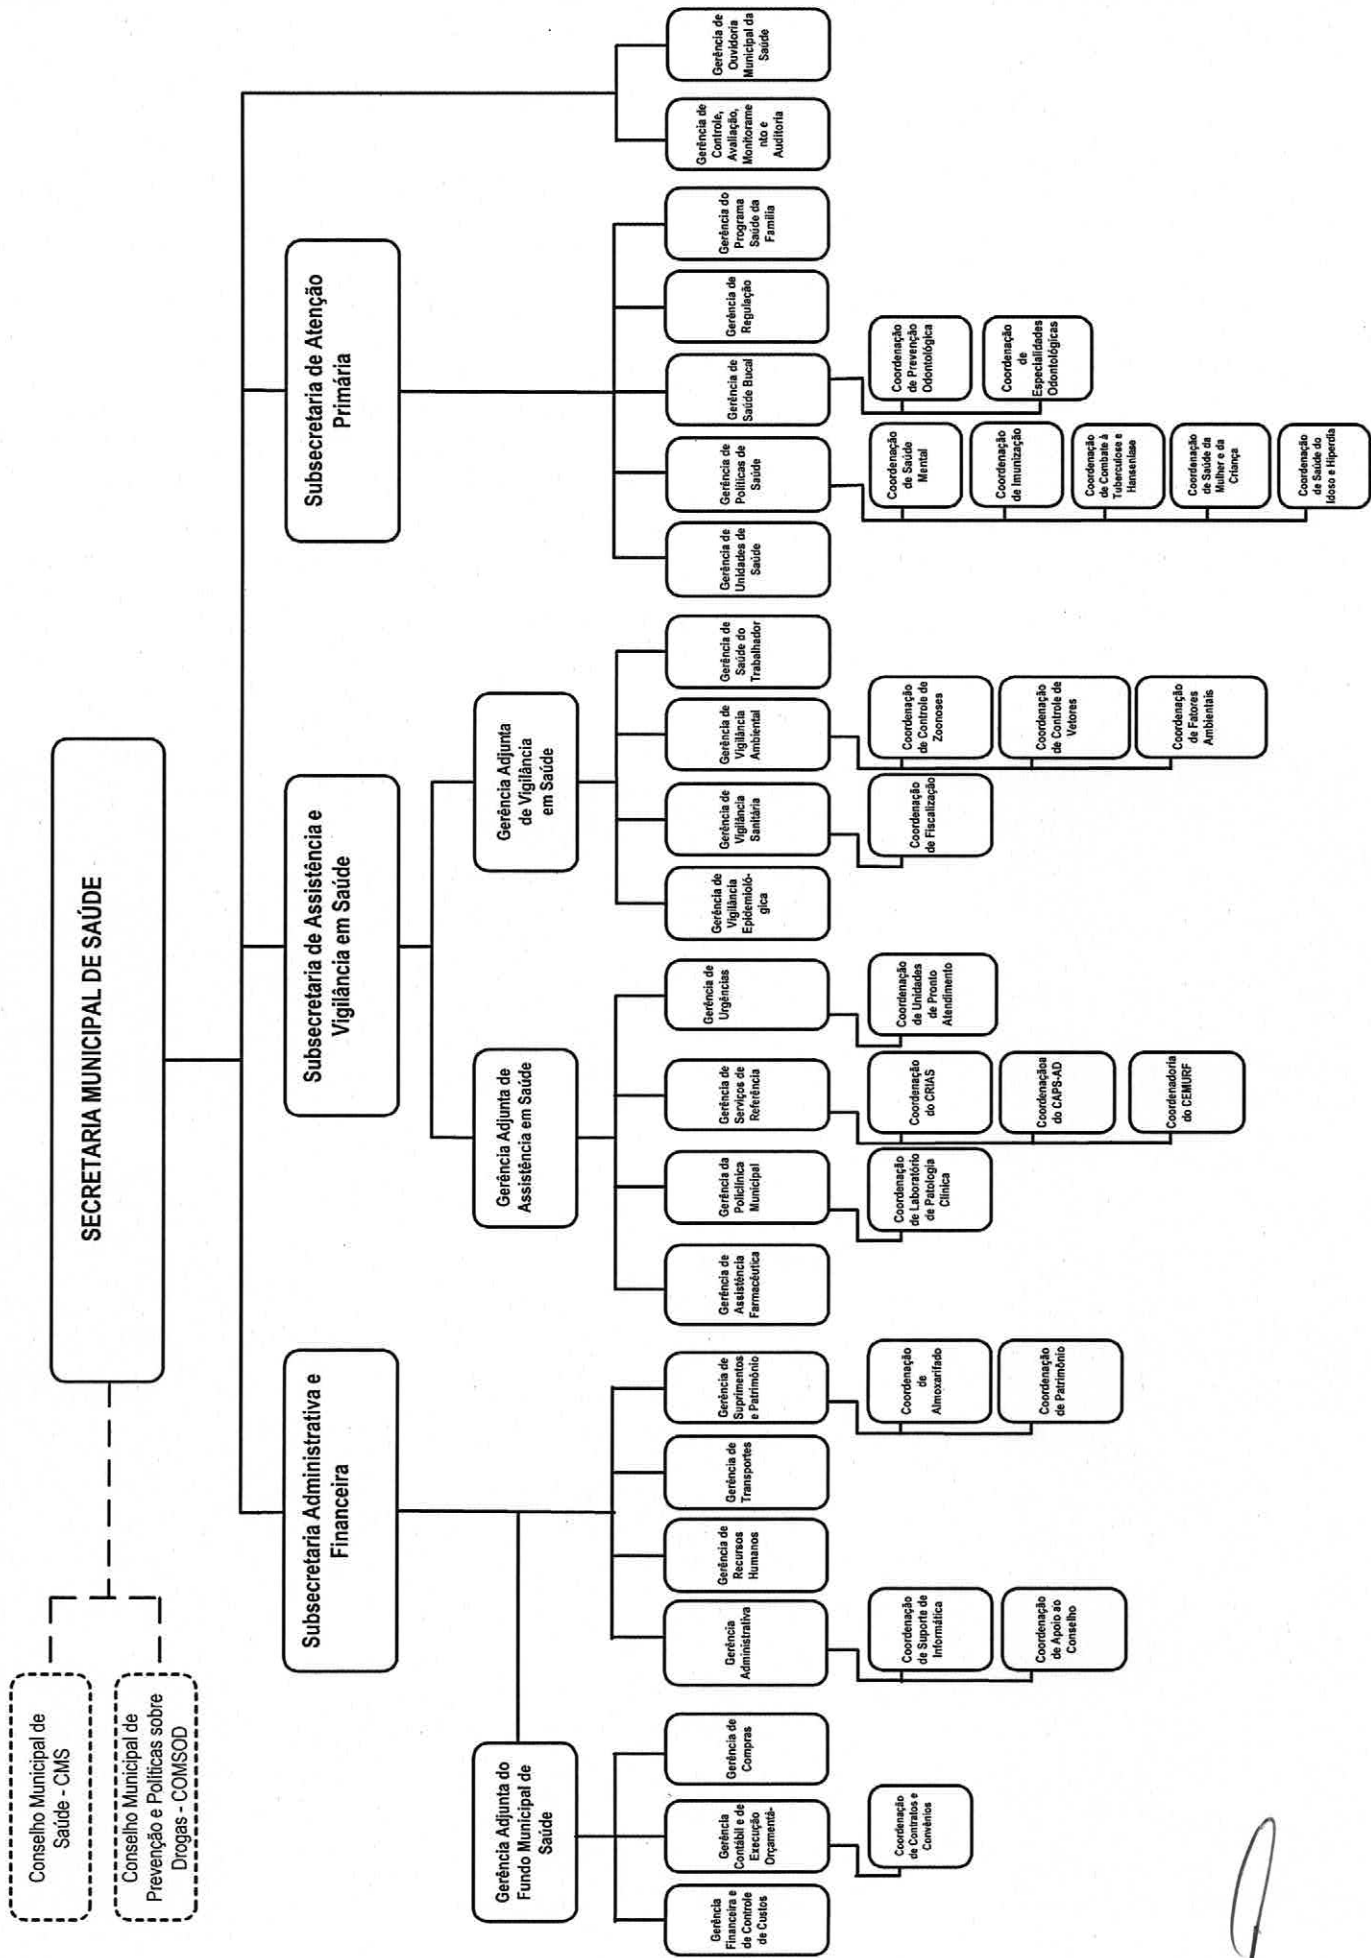 Conselho Municipal de
Saúde - CMS
Conselho Municipal de
Prevenção e Políticas sobre
Drogas - COMSOD
SECRETARIA MUNICIPAL DE SAÚDE
Subsecretaria Administrativa e
Financeira
Subsecretaria de Assistência e
Vigilância em Saúde
Subsecretaria de Atenção
Primária
Gerência Adjunta do
Fundo Municipal de
Saúde
Gerência Adjunta de
Assistência em Saúde
Gerência Adjunta
de Vigilância
em Saúde
Gerência
Financeira e
de Controle
de Custos
Gerência
Contábil e de
Execução
Orçamentá-
Gerência de
Compras
Gerência
Administrativa
Gerência de
Recursos
Humanos
Gerência de
Transportes
Gerência de
Suprimentos
e Patrimônio
Gerência de
Assistência
Farmacêutica
Gerência da
Policlínica
Municipal
Gerência de
Serviços de
Referência
Gerência de
Urgências
Gerência de
Vigilância
Epidemioló-
gica
Gerência de
Vigilância
Sanitária
Gerência de
Vigilância
Ambiental
Gerência de
Saúde do
Trabalhador
Gerência de
Unidades de
Saúde
Gerência de
Políticas de
Saúde
Gerência de
Saúde Bucal
Gerência de
Regulação
Gerência do
Programa
Saúde da
Família
Gerência de
Controle,
Avaliação,
Monitorame
nto e
Auditoria
Gerência de
Ouvidoria
Municipal da
Saúde
Coordenação
de Contratos e
Convênios
Coordenação
de Suporte de
Informática
Coordenação
de Apoio ao
Conselho
Coordenação
de
Almoxarifado
Coordenação
de Patrimônio
Coordenação
de Laboratório
de Patologia
Clínica
Coordenação
do CRIAS
Coordenaçãoa
do CAPS-AD
Coordenadoria
do CEMURF
Coordenação
de Unidades
de Pronto
Atendimento
Coordenação
de Fiscalização
Coordenação
de Controle de
Zoonoses
Coordenação
de Controle de
Vetores
Coordenação
de Fatores
Ambientais
Coordenação
de Saúde
Mental
Coordenação
de Imunização
Coordenação
de Combate à
Tuberculose e
Hanseníase
Coordenação
de Saúde da
Mulher e da
Criança
Coordenação
de Saúde do
Idoso e Hiperdia
Coordenação
de Prevenção
Odontológica
Coordenação
de
Especialidades
Odontológicas